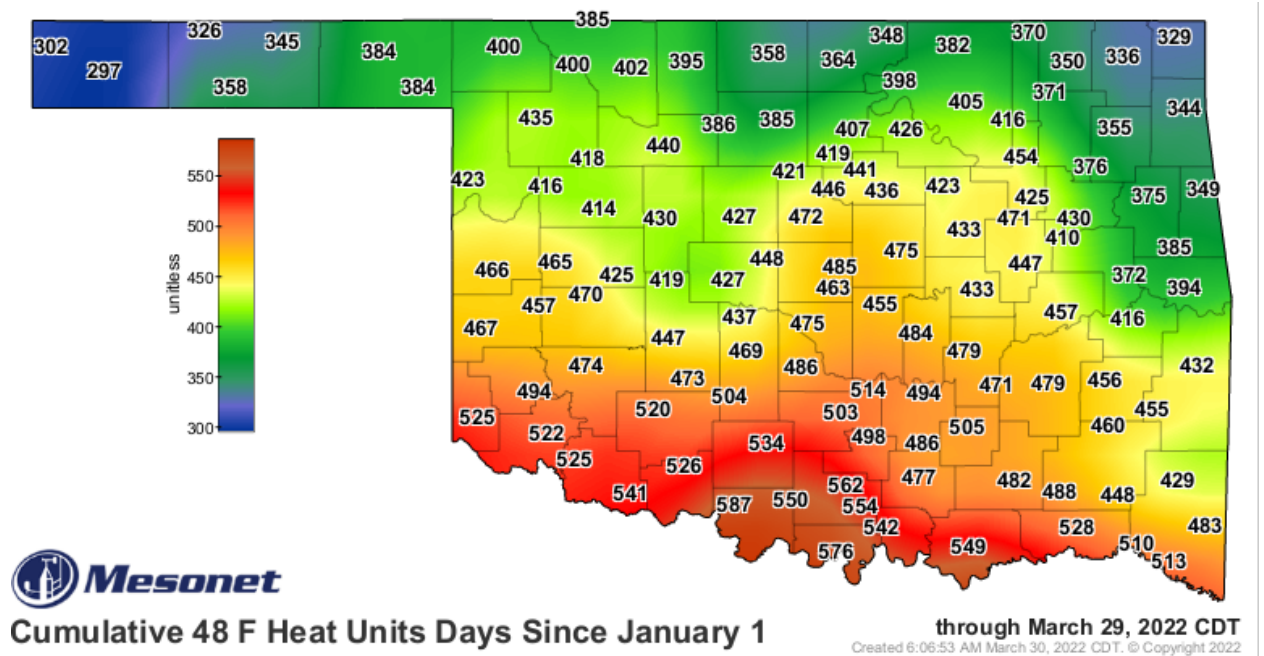 385
302 326 345 384 400 400 402 395 358 364 348 382 370 350 336 329
297 358 384 398 371 344
435 386 385 407 426 405 416 355
418 440 421 419 441 454 376
423 416 446 436 423 425 375 349
414 430 427 472 433 471 430 410
466 465 425 419 427 448 485 475 447 385
457 470 463 455 433 372 394
467 447 437 475 484 457 416
474 469 486 479 432
494 473 504 514 494 471 479 456
525 520 503 505 455
522 534 498 486 460
525 526 562 477 482 488 448 429
541 587 550 554 528 483
576 542 549 510 513
550
500
450
400
350
300
unitless
Mesonet
Cumulative 48 F Heat Units Days Since January 1
through March 29, 2022 CDT
Created 6:06:53 AM March 30, 2022 CDT. © Copyright 2022